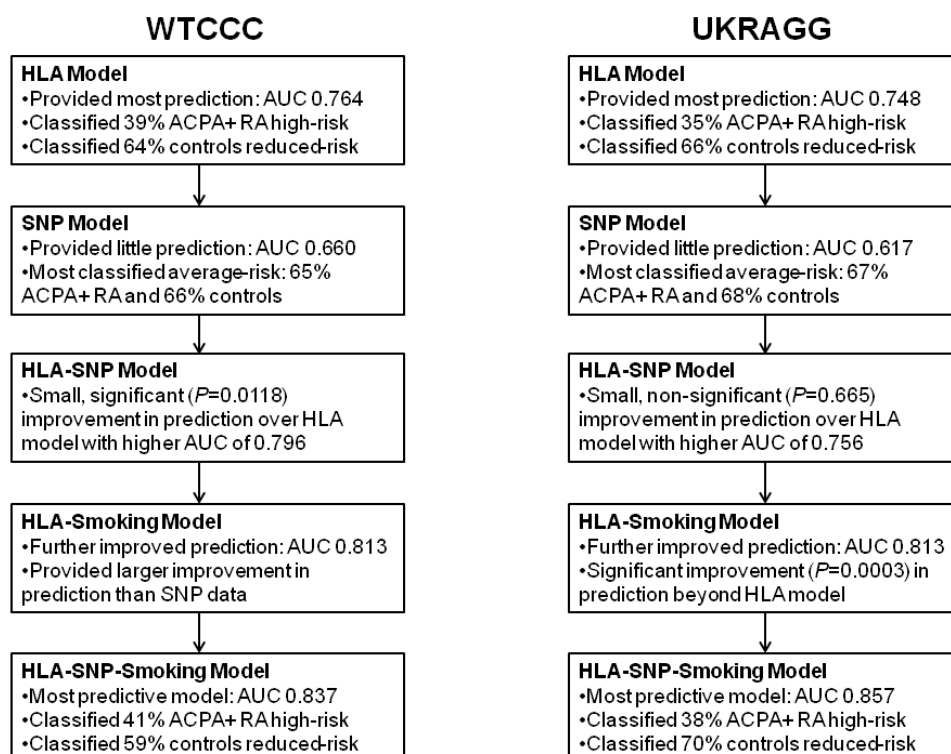 WTCCC
HLA Model
•Provided most prediction: AUC 0.764
•Classified 39% ACPA+ RA high-risk
•Classified 64% controls reduced-risk
SNP Model
•Provided little prediction: AUC 0.660
•Most classified average-risk: 65%
ACPA+ RA and 66% controls
HLA-SNP Model
•Small, significant (P=0.0118)
improvement in prediction over HLA
model with higher AUC of 0.796
HLA-Smoking Model
•Further improved prediction: AUC 0.813
•Provided larger improvement in
prediction than SNP data
HLA-SNP-Smoking Model
•Most predictive model: AUC 0.837
•Classified 41% ACPA+ RA high-risk
•Classified 59% controls reduced-risk
UKRAGG
HLA Model
•Provided most prediction: AUC 0.748
•Classified 35% ACPA+ RA high-risk
•Classified 66% controls reduced-risk
SNP Model
•Provided little prediction: AUC 0.617
•Most classified average-risk: 67%
ACPA+ RA and 68% controls
HLA-SNP Model
•Small, non-significant (P=0.665)
improvement in prediction over HLA
model with higher AUC of 0.756
HLA-Smoking Model
•Further improved prediction: AUC 0.813
•Significant improvement (P=0.0003) in
prediction beyond HLA model
HLA-SNP-Smoking Model
•Most predictive model: AUC 0.857
•Classified 38% ACPA+ RA high-risk
•Classified 70% controls reduced-risk